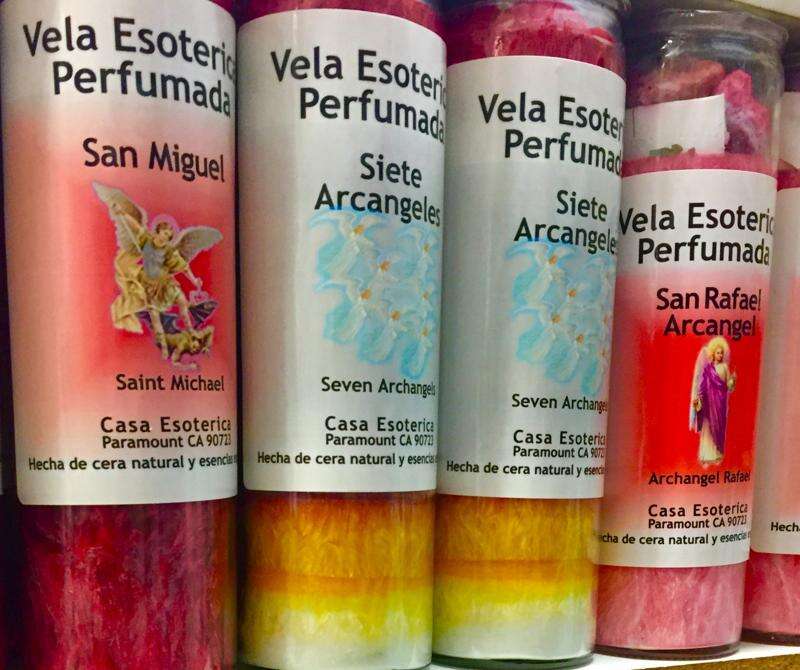 Vela Esoterica
Perfumada
San Miguel
Saint Michael
Casa Esoterica
Paramount CA 90723
Hecha de cera natural y esencias
Vela Esoteric
Perfumada
Siete
Arcangeles
Seven Archangels
Casa Esoterica
Paramount CA 90723
Hecha de cera natural y esencia
Vela Esoter
Perfumad
Siete
Arcangeles
Seven Archange
Casa Esoteric
Paramount CA 9072
Hecha de cera natural y esenc
Vela Esoteric
Perfumada
San Rafael
Arcangel
Archangel Rafael
Casa Esoterica
Paramount CA 90723
echa de cera natural y esencias
Hech